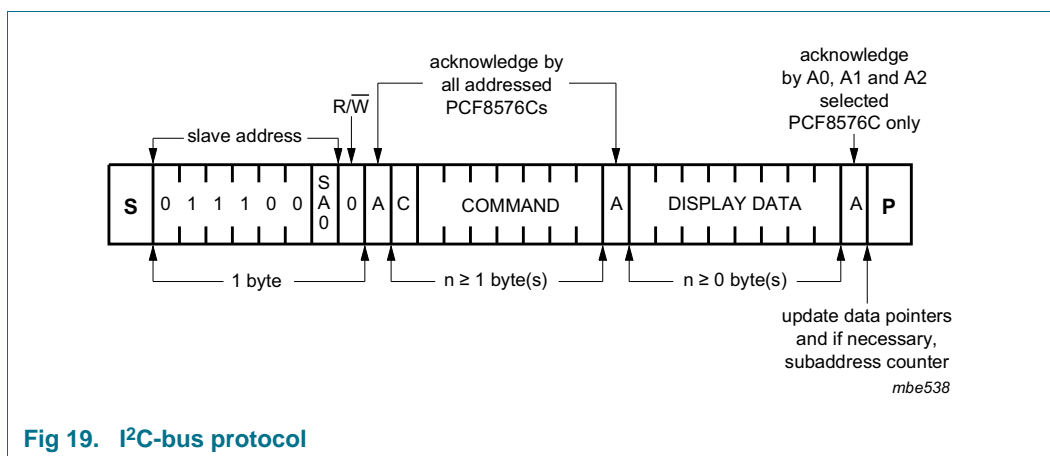 acknowledge by
all addressed
PCF8576Cs
acknowledge
by A0, A1 and A2
selected
PCF8576C only
R/W̅
slave address
S 0 1 1 1 0 0 SA0 0 A C COMMAND A DISPLAY DATA A P
1 byte
n ≥ 1 byte(s)
n ≥ 0 byte(s)
update data pointers
and if necessary,
subaddress counter
mbe538
Fig 19. I²C-bus protocol